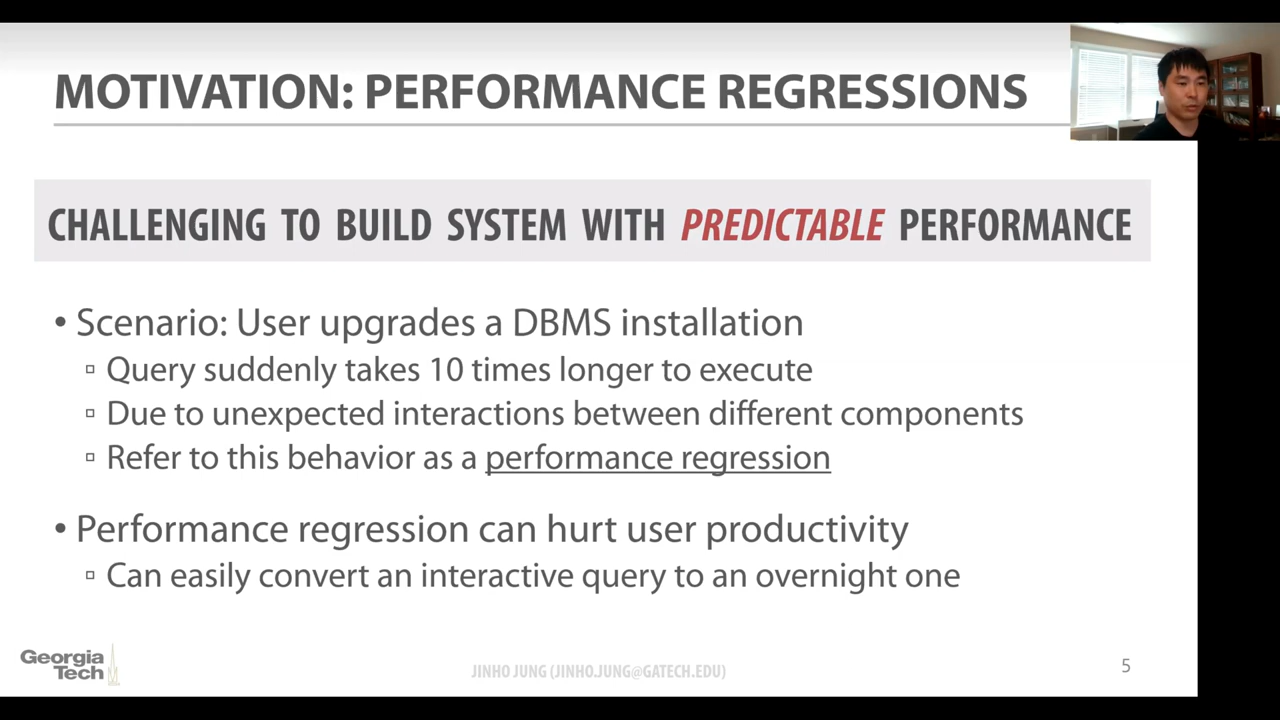 MOTIVATION: PERFORMANCE REGRESSIONS
CHALLENGING TO BUILD SYSTEM WITH PREDICTABLE PERFORMANCE
• Scenario: User upgrades a DBMS installation
▫ Query suddenly takes 10 times longer to execute
▫ Due to unexpected interactions between different components
▫ Refer to this behavior as a performance regression
• Performance regression can hurt user productivity
▫ Can easily convert an interactive query to an overnight one
Georgia
Tech
JINHO JUNG (JINHO.JUNG@GATECH.EDU)
5